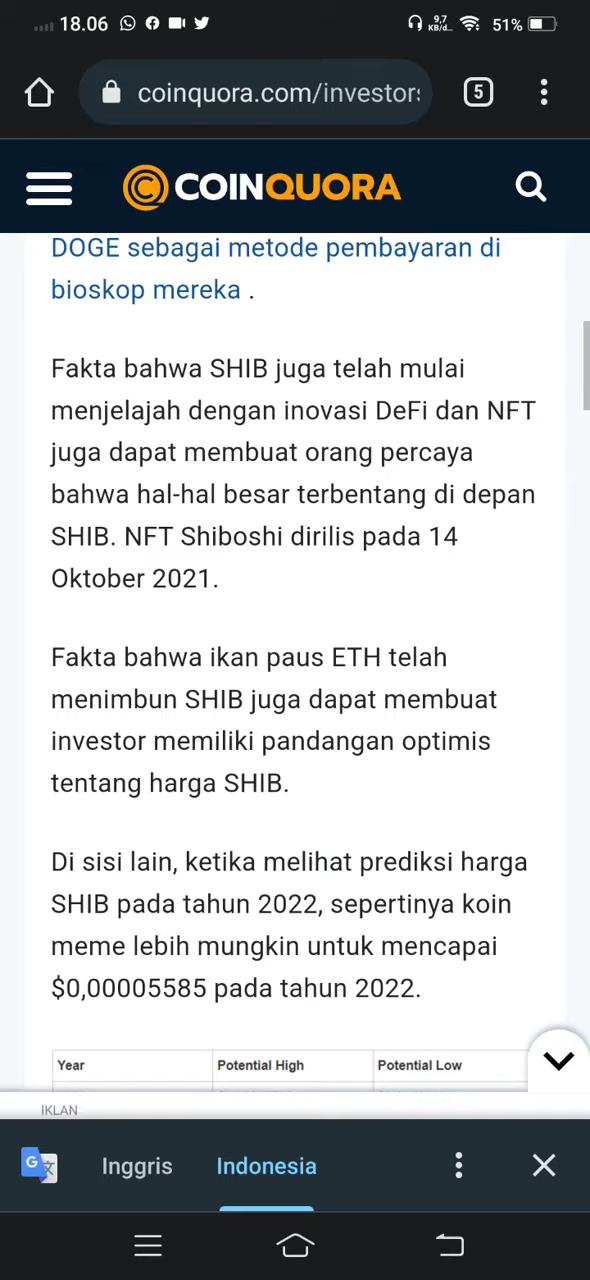 18.06 9,7 KB/d... 51%
coinquora.com/investor
5
COINQUORA
DOGE sebagai metode pembayaran di
bioskop mereka .
Fakta bahwa SHIB juga telah mulai
menjelajah dengan inovasi DeFi dan NFT
juga dapat membuat orang percaya
bahwa hal-hal besar terbentang di depan
SHIB. NFT Shiboshi dirilis pada 14
Oktober 2021.
Fakta bahwa ikan paus ETH telah
menimbun SHIB juga dapat membuat
investor memiliki pandangan optimis
tentang harga SHIB.
Di sisi lain, ketika melihat prediksi harga
SHIB pada tahun 2022, sepertinya koin
meme lebih mungkin untuk mencapai
$0,00005585 pada tahun 2022.
Year Potential High Potential Low
IKLAN
G 文 Inggris Indonesia